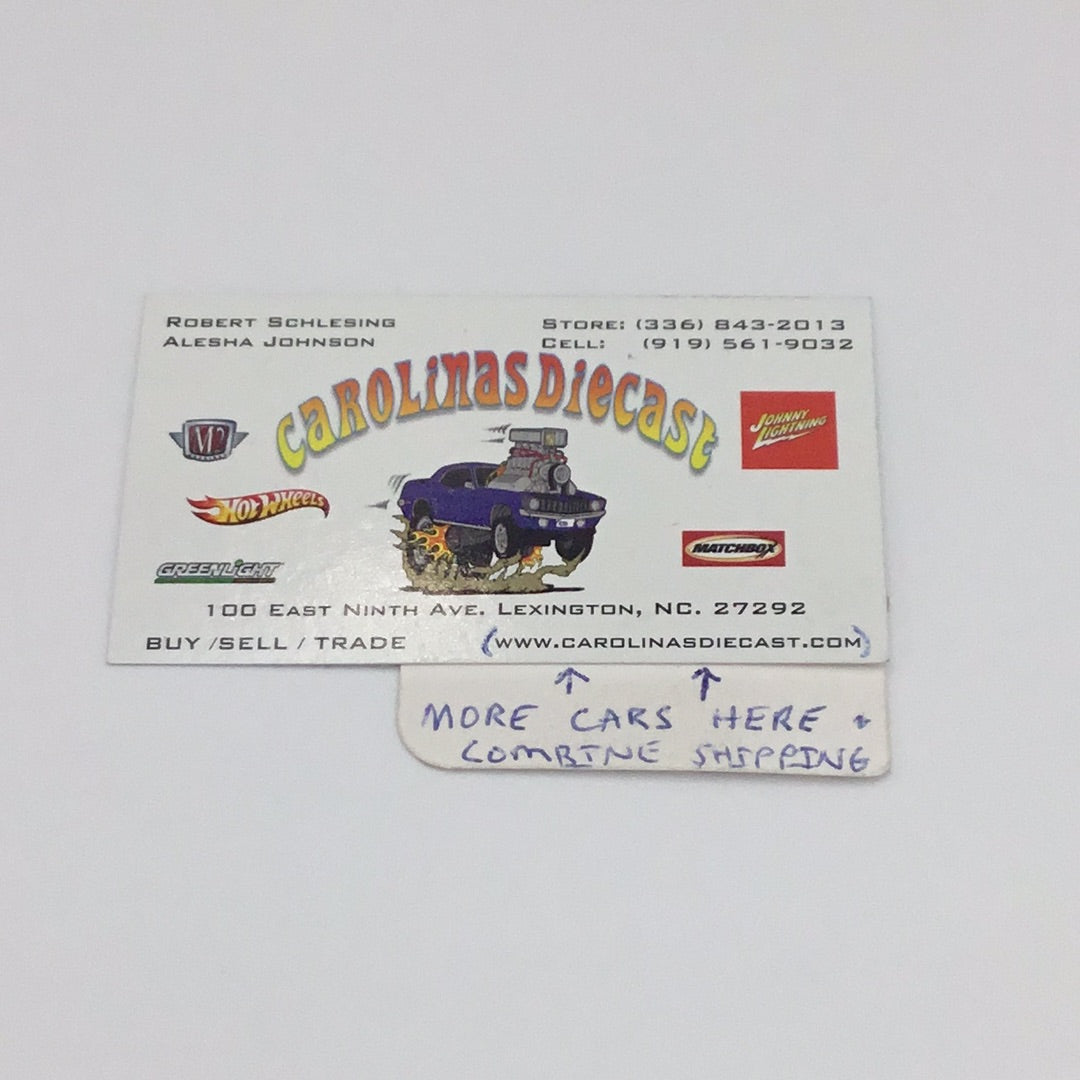 ROBERT SCHLESING
ALESHA JOHNSON
STORE: (336) 843-2013
CELL: (919) 561-9032
CAROLINAS DIECAST
M2
JOHNNY LIGHTNING
HOT WHEELS
MATCHBOX
GREENLIGHT
100 EAST NINTH AVE. LEXINGTON, NC. 27292
BUY /SELL / TRADE (WWW.CAROLINASDIECAST.COM)
↑ ↑
MORE CARS HERE +
COMBINE SHIPPING